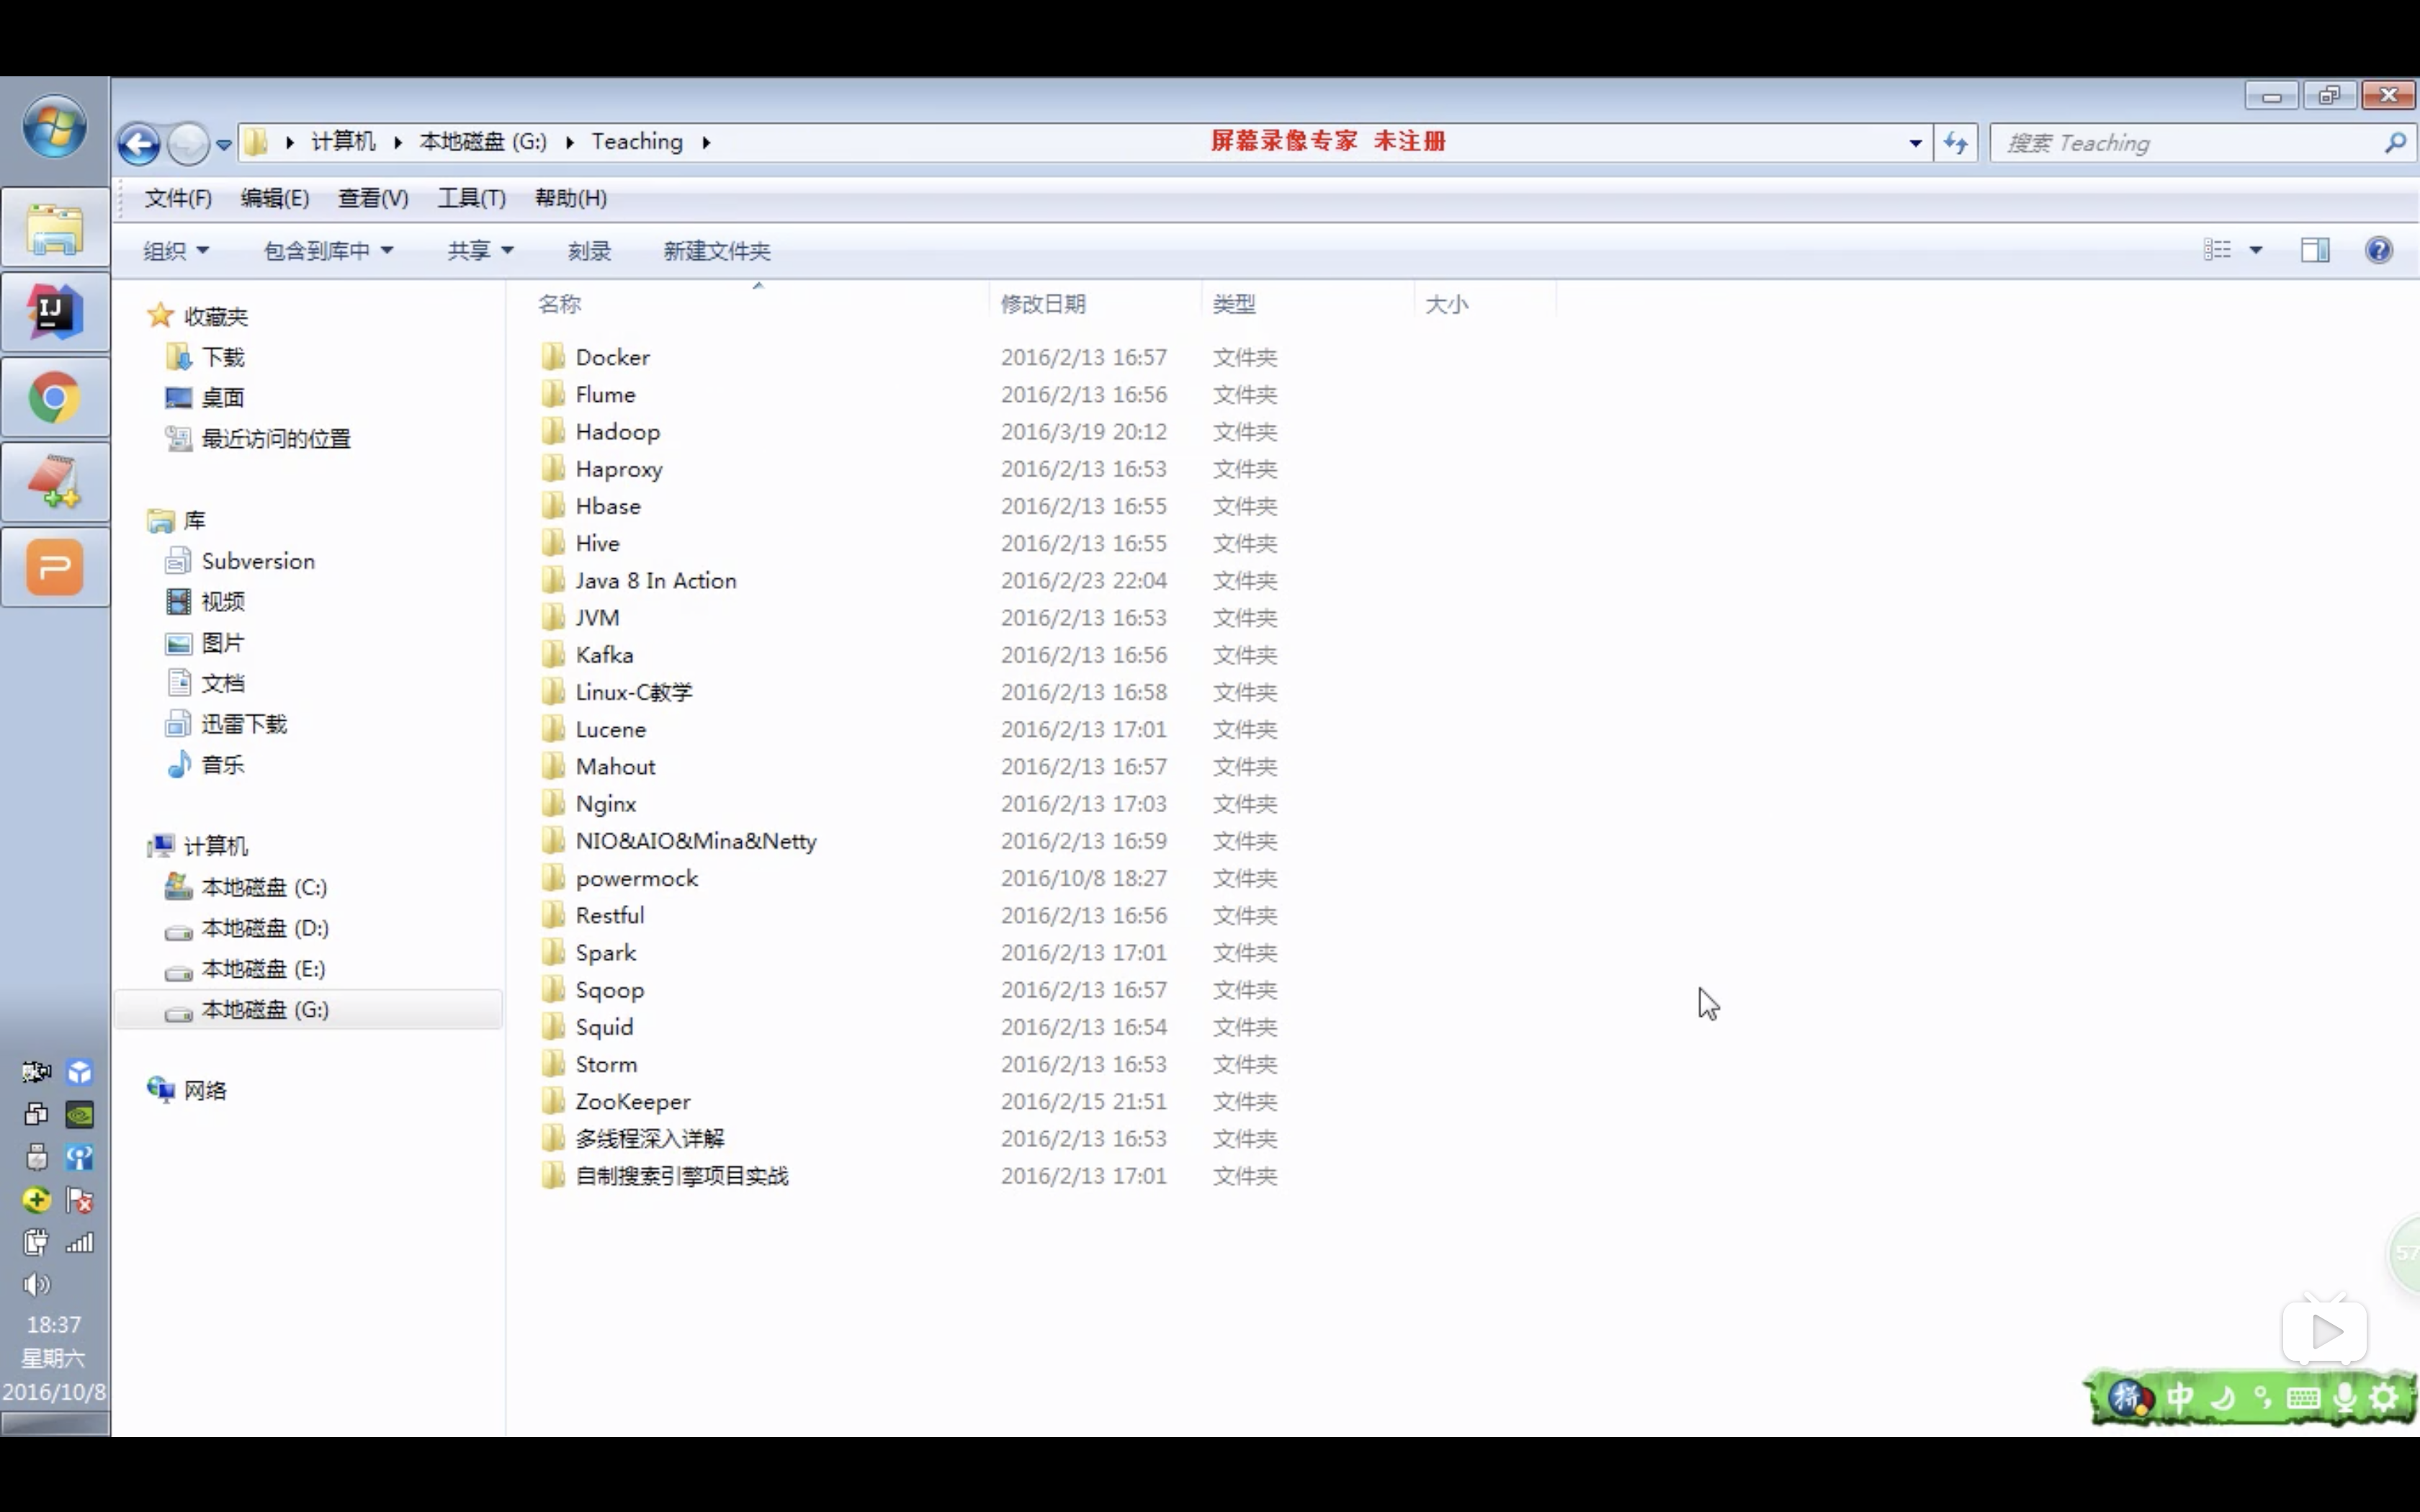 计算机 本地磁盘 (G:) Teaching
屏幕录像专家 未注册
搜索 Teaching
文件(F) 编辑(E) 查看(V) 工具(T) 帮助(H)
组织 包含到库中 共享 刻录 新建文件夹
收藏夹
下载
桌面
最近访问的位置
库
Subversion
视频
图片
文档
迅雷下载
音乐
计算机
本地磁盘 (C:)
本地磁盘 (D:)
本地磁盘 (E:)
本地磁盘 (G:)
网络
名称 修改日期 类型 大小
Docker 2016/2/13 16:57 文件夹
Flume 2016/2/13 16:56 文件夹
Hadoop 2016/3/19 20:12 文件夹
Haproxy 2016/2/13 16:53 文件夹
Hbase 2016/2/13 16:55 文件夹
Hive 2016/2/13 16:55 文件夹
Java 8 In Action 2016/2/23 22:04 文件夹
JVM 2016/2/13 16:53 文件夹
Kafka 2016/2/13 16:56 文件夹
Linux-C教学 2016/2/13 16:58 文件夹
Lucene 2016/2/13 17:01 文件夹
Mahout 2016/2/13 16:57 文件夹
Nginx 2016/2/13 17:03 文件夹
NIO&AIO&Mina&Netty 2016/2/13 16:59 文件夹
powermock 2016/10/8 18:27 文件夹
Restful 2016/2/13 16:56 文件夹
Spark 2016/2/13 17:01 文件夹
Sqoop 2016/2/13 16:57 文件夹
Squid 2016/2/13 16:54 文件夹
Storm 2016/2/13 16:53 文件夹
ZooKeeper 2016/2/15 21:51 文件夹
多线程深入详解 2016/2/13 16:53 文件夹
自制搜索引擎项目实战 2016/2/13 17:01 文件夹
IJ
P
18:37
星期六
2016/10/8
57
拼 中